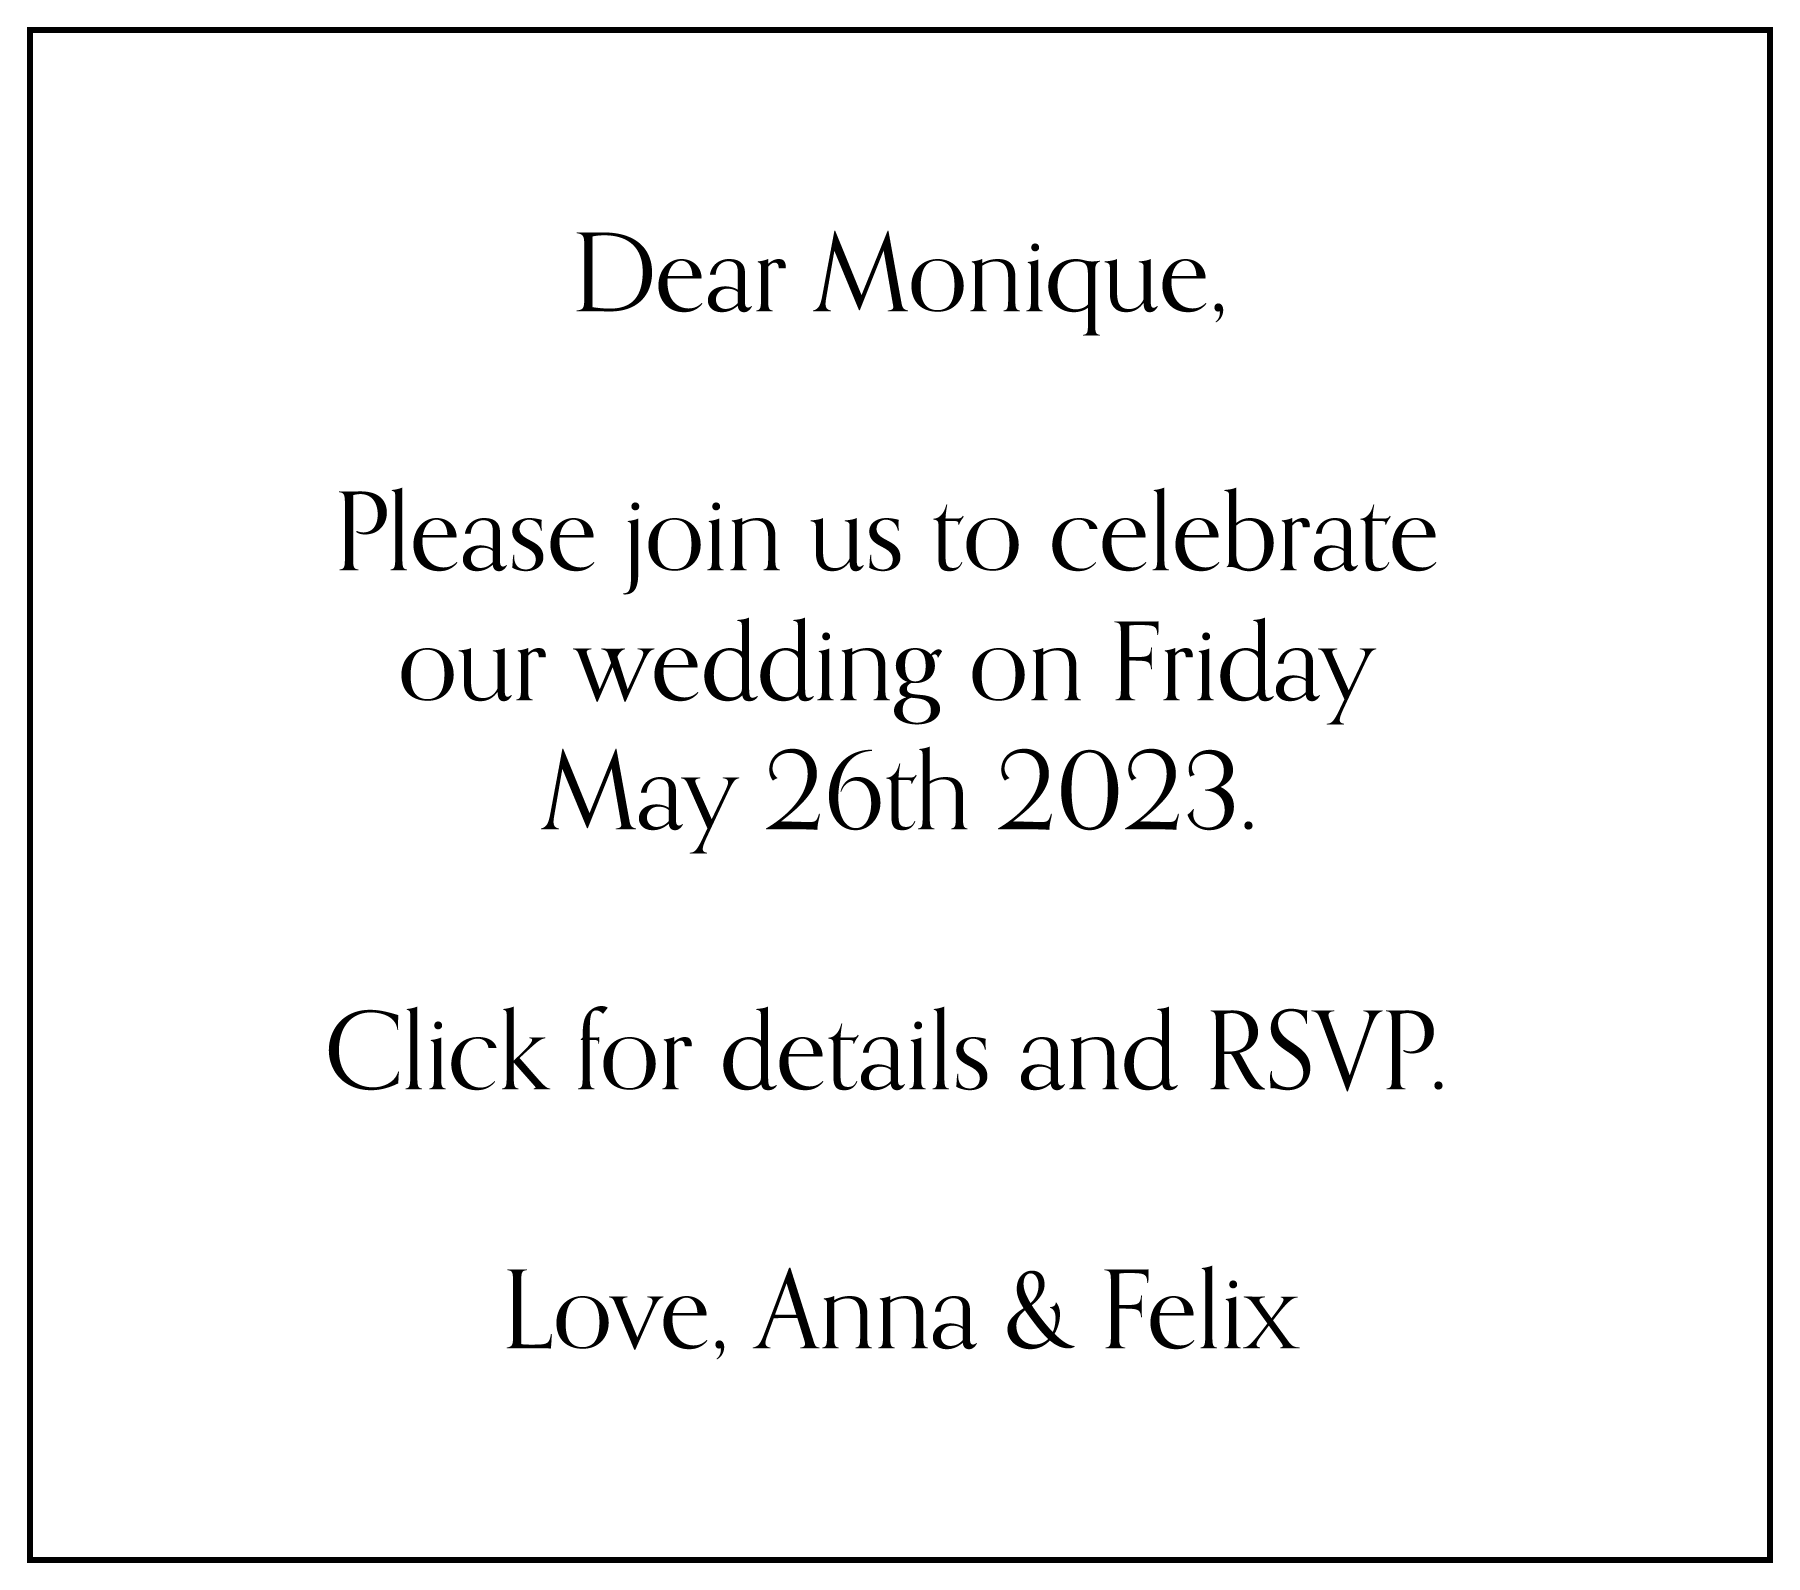 Dear Monique,
Please join us to celebrate
our wedding on Friday
May 26th 2023.
Click for details and RSVP.
Love, Anna & Felix